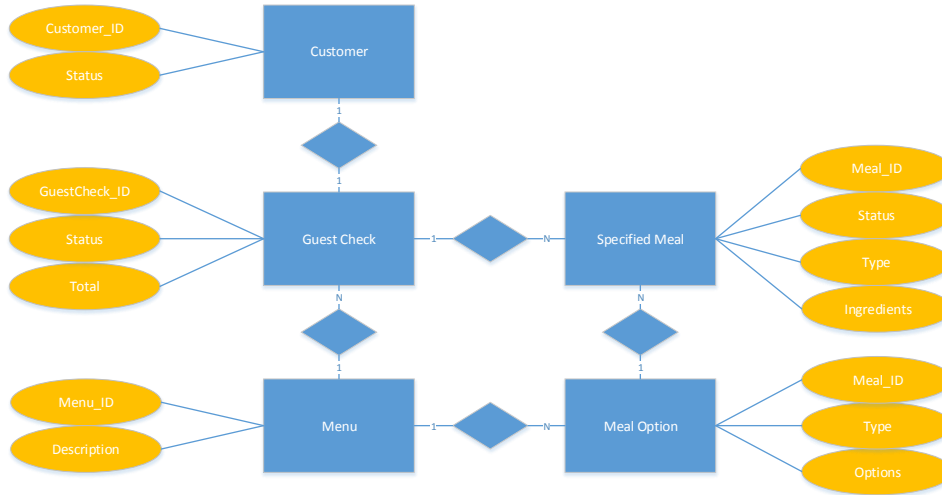 Customer_ID
Status
Customer
1
1
GuestCheck_ID
Status
Total
Guest Check
1
N
Specified Meal
Meal_ID
Status
Type
Ingredients
N
1
N
1
Menu_ID
Description
Menu
1
N
Meal Option
Meal_ID
Type
Options